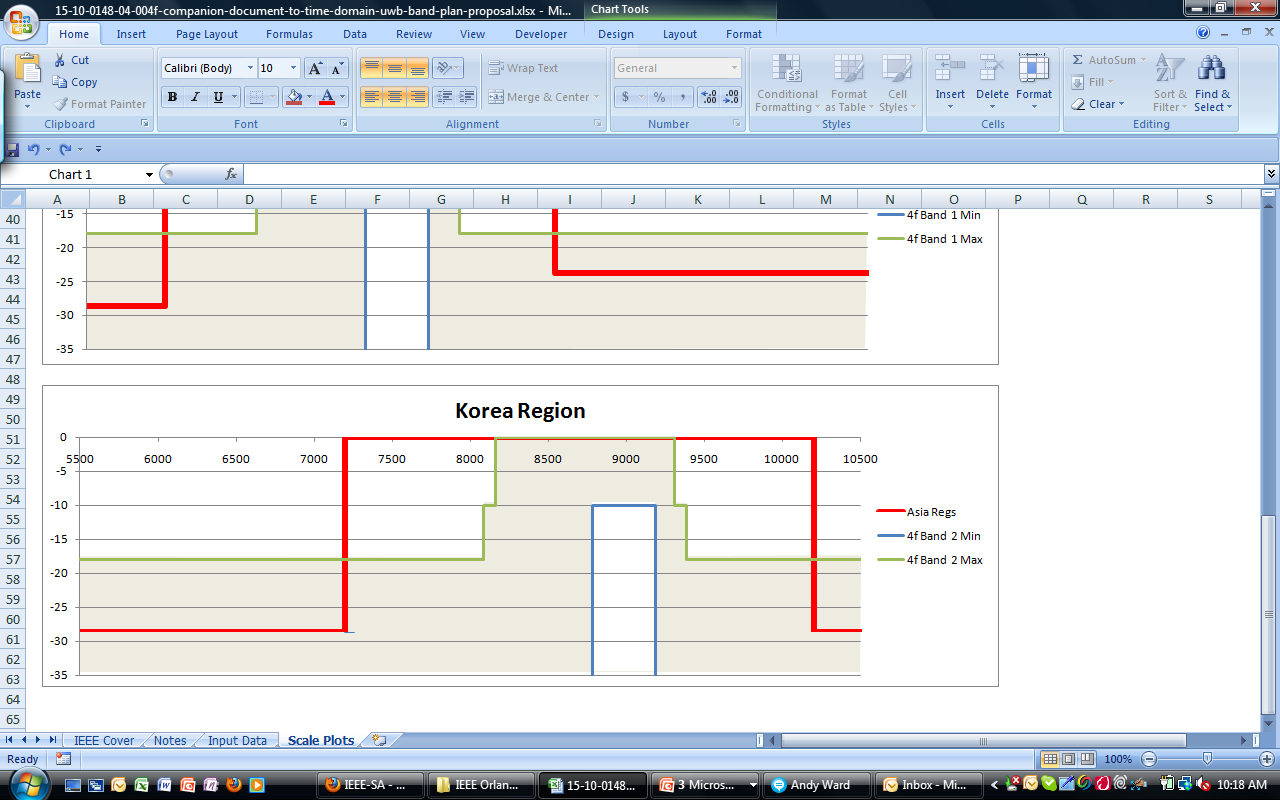 15-10-0148-04-004f-companion-document-to-time-domain-uwb-band-plan-proposal.xlsx - Mi... Chart Tools
Home Insert Page Layout Formulas Data Review View Developer Design Layout Format
Cut Calibri (Body) 10 A A Wrap Text General AutoSum
Paste Copy Conditional Formatting Format as Table Cell Styles Insert Delete Format Fill Sort & Filter Find & Select
Format Painter B I U A Merge & Center $ % , .00 .00 Clear
Clipboard Font Alignment Number Styles Cells Editing
Chart 1 fx
A B C D E F G H I J K L M N O P Q R S
40 -15 4f Band 1 Min
41 4f Band 1 Max
42 -20
43 -25
44
45 -30
46
47 -35
48
49
50 Korea Region
51 0
52 5500 6000 6500 7000 7500 8000 8500 9000 9500 10000 10500
53 -5
54 -10
55 Asia Regs
56 -15 4f Band 2 Min
57 4f Band 2 Max
58 -20
59
60 -25
61
62 -30
63 -35
64
65
IEEE Cover Notes Input Data Scale Plots
Ready 100%
IEEE-SA - ... IEEE Orlan... 15-10-0148... 3 Micros... Andy Ward Inbox - Mi... 10:18 AM